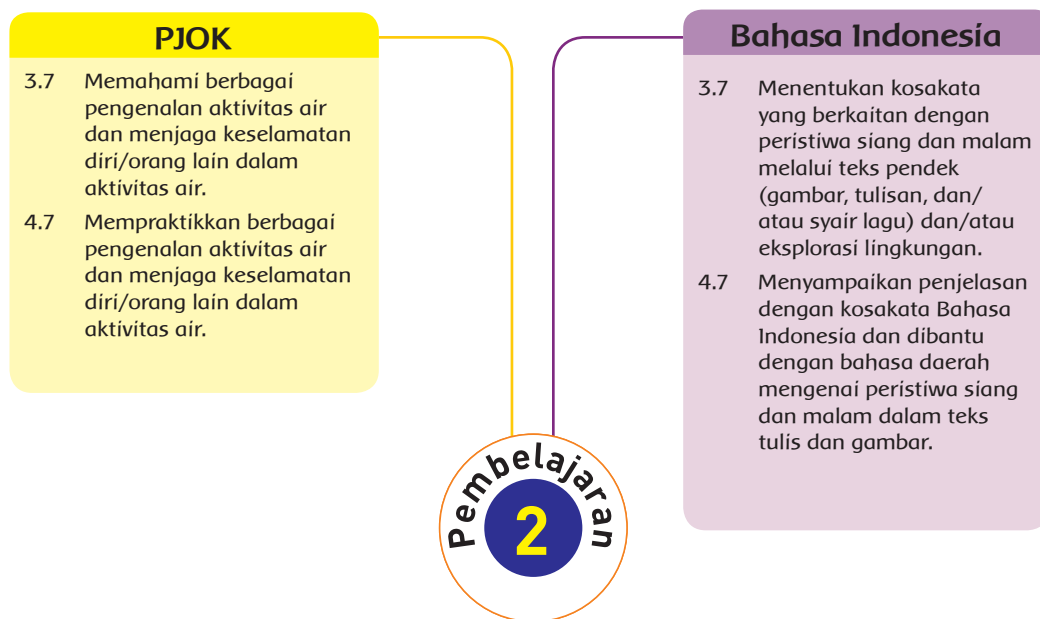 PJOK
3.7 Memahami berbagai
pengenalan aktivitas air
dan menjaga keselamatan
diri/orang lain dalam
aktivitas air.
4.7 Mempraktikkan berbagai
pengenalan aktivitas air
dan menjaga keselamatan
diri/orang lain dalam
aktivitas air.
Bahasa Indonesia
3.7 Menentukan kosakata
yang berkaitan dengan
peristiwa siang dan malam
melalui teks pendek
(gambar, tulisan, dan/
atau syair lagu) dan/atau
eksplorasi lingkungan.
4.7 Menyampaikan penjelasan
dengan kosakata Bahasa
Indonesia dan dibantu
dengan bahasa daerah
mengenai peristiwa siang
dan malam dalam teks
tulis dan gambar.
Pembelajaran
2